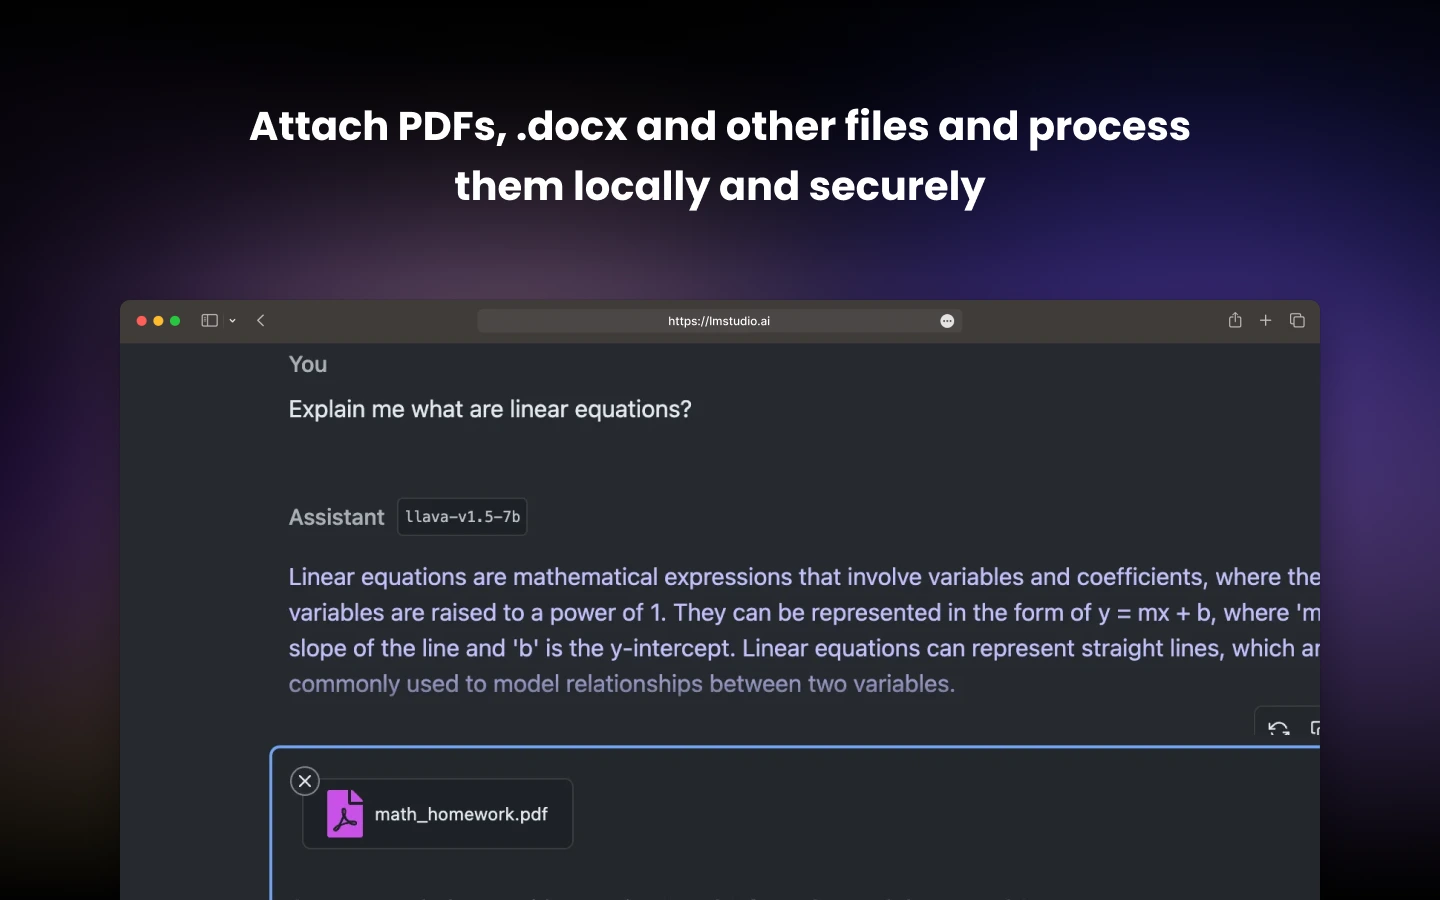 Attach PDFs, .docx and other files and process
them locally and securely
https://lmstudio.ai
You
Explain me what are linear equations?
Assistant llava-v1.5-7b
Linear equations are mathematical expressions that involve variables and coefficients, where the
variables are raised to a power of 1. They can be represented in the form of y = mx + b, where 'm
slope of the line and 'b' is the y-intercept. Linear equations can represent straight lines, which
commonly used to model relationships between two variables.
math_homework.pdf